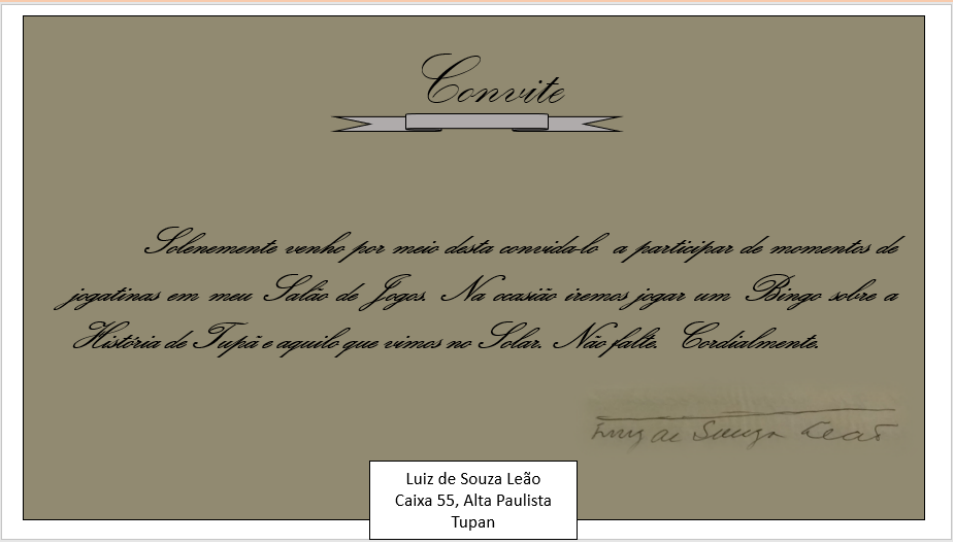 Convite
Solenemente venho por meio desta convida-lo a participar de momentos de
jogatinas em meu Salão de Jogos. Na ocasião iremos jogar um Bingo sobre a
História de Tupã e aquilo que vimos no Solar. Não falte. Cordialmente.
Luiz de Souza Leão
Luiz de Souza Leão
Caixa 55, Alta Paulista
Tupan